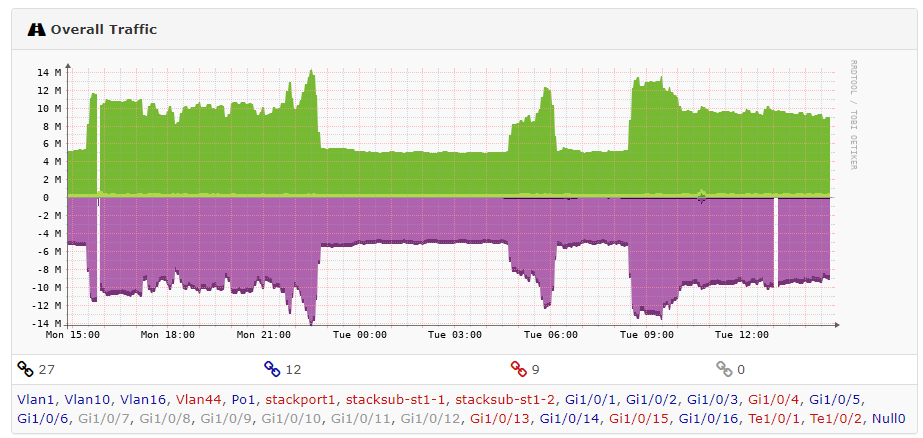 Overall Traffic
RRDTOOL / TOBI OETIKER
14 M
12 M
10 M
8 M
6 M
4 M
2 M
0
-2 M
-4 M
-6 M
-8 M
-10 M
-12 M
-14 M
Mon 15:00 Mon 18:00 Mon 21:00 Tue 00:00 Tue 03:00 Tue 06:00 Tue 09:00 Tue 12:00
27 12 9 0
Vlan1, Vlan10, Vlan16, Vlan44, Po1, stackport1, stacksub-st1-1, stacksub-st1-2, Gi1/0/1, Gi1/0/2, Gi1/0/3, Gi1/0/4, Gi1/0/5,
Gi1/0/6, Gi1/0/7, Gi1/0/8, Gi1/0/9, Gi1/0/10, Gi1/0/11, Gi1/0/12, Gi1/0/13, Gi1/0/14, Gi1/0/15, Gi1/0/16, Te1/0/1, Te1/0/2, Null0